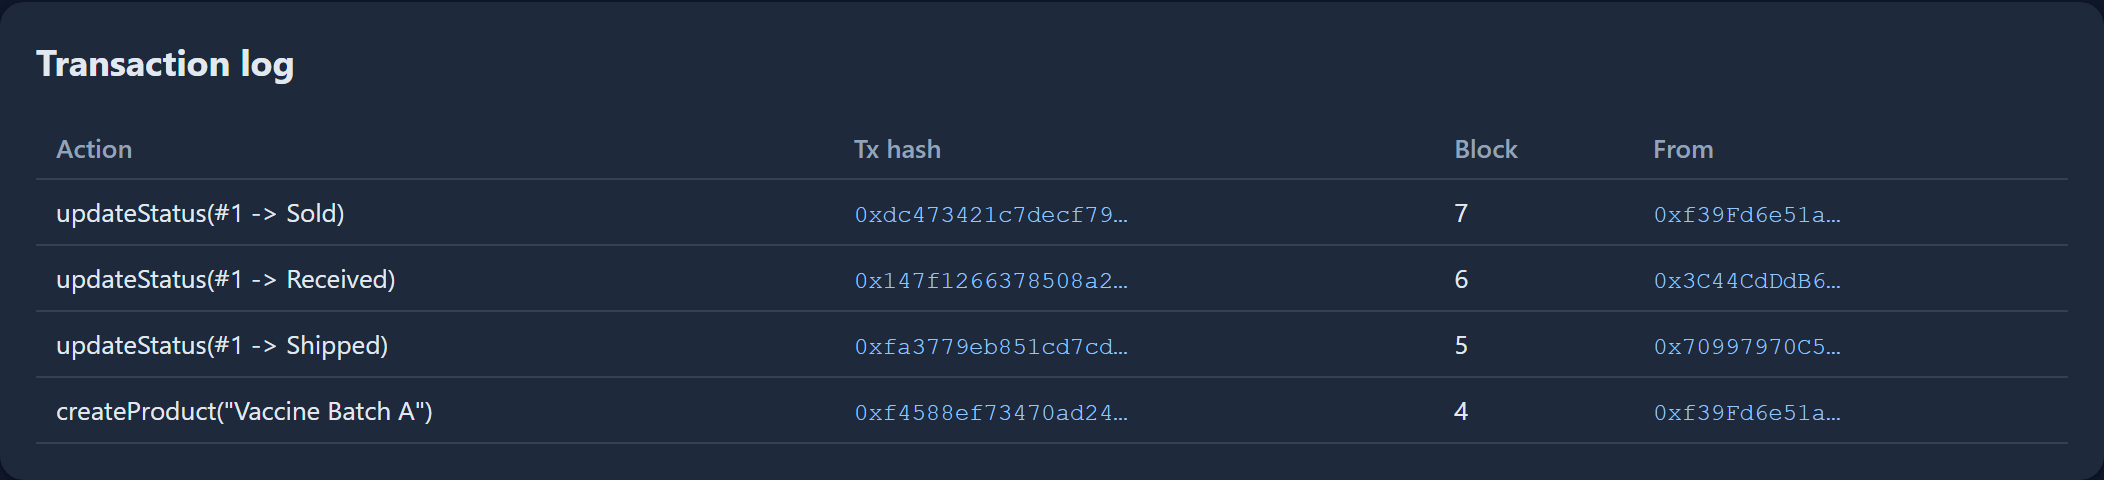 Transaction log
Action Tx hash Block From
updateStatus(#1 -> Sold) 0xdc473421c7decf79… 7 0xf39Fd6e51a…
updateStatus(#1 -> Received) 0x147f1266378508a2… 6 0x3C44CdDdB6…
updateStatus(#1 -> Shipped) 0xfa3779eb851cd7cd… 5 0x70997970C5…
createProduct("Vaccine Batch A") 0xf4588ef73470ad24… 4 0xf39Fd6e51a…